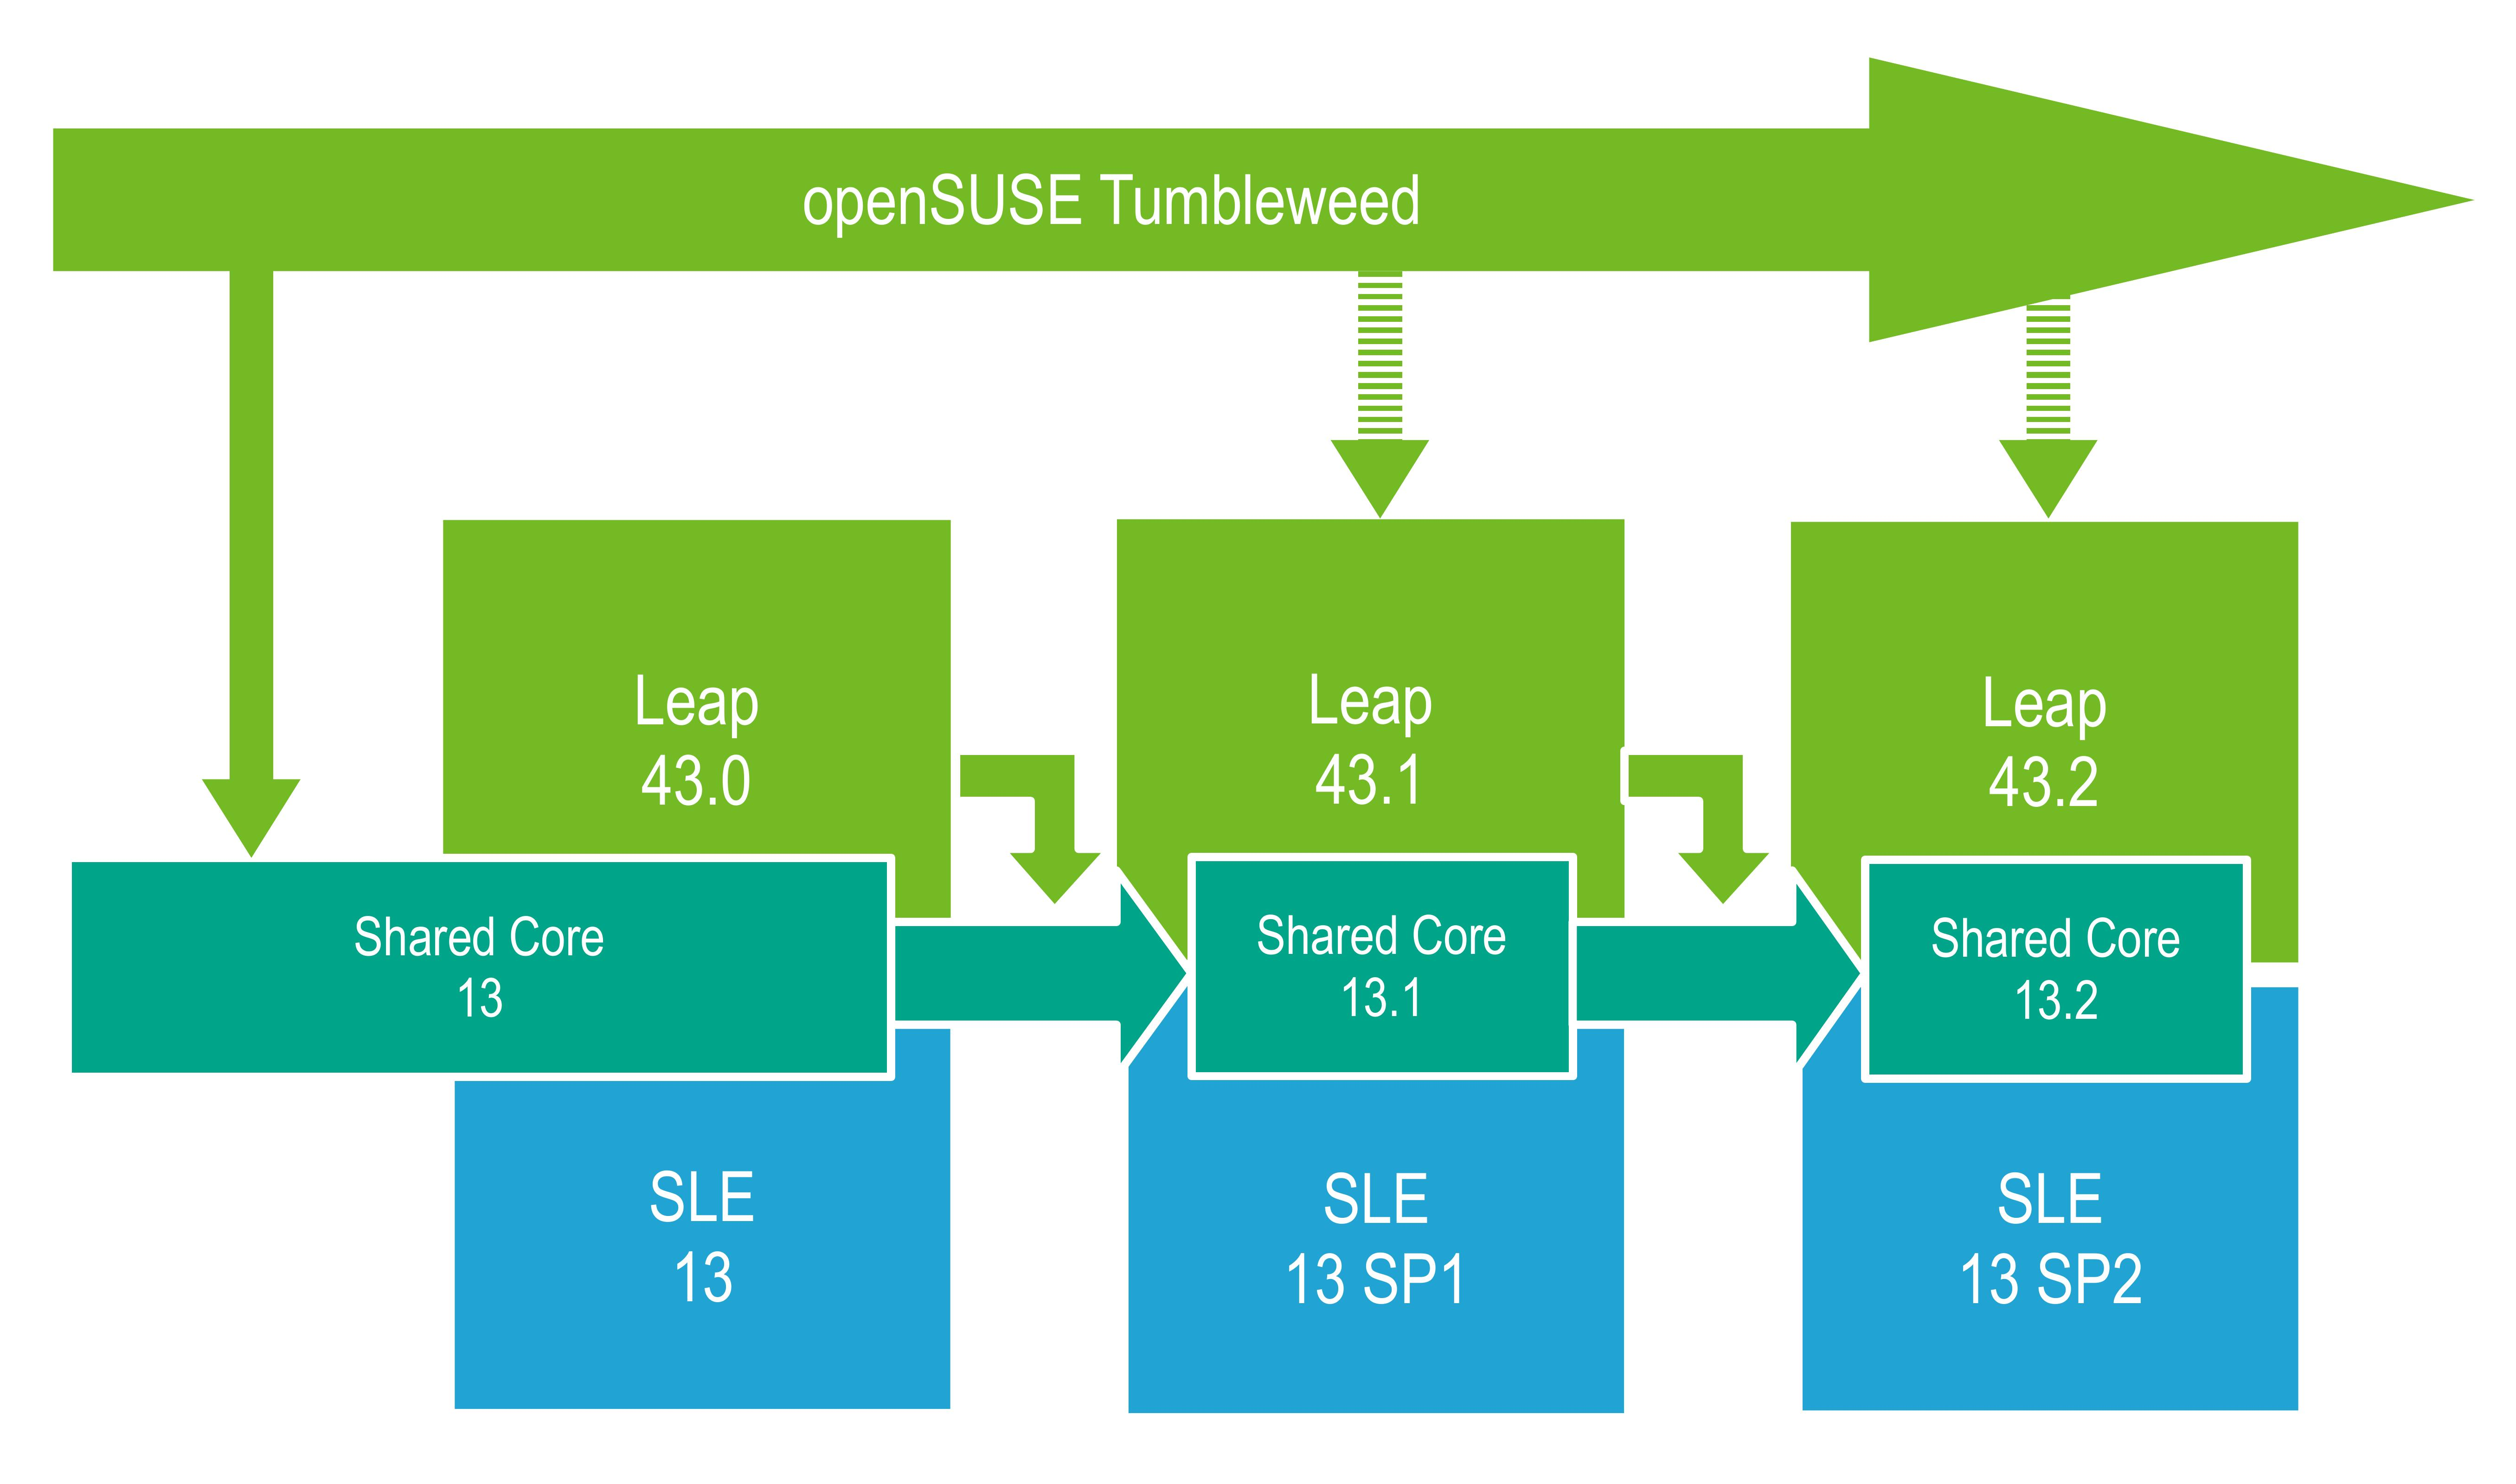 openSUSE Tumbleweed
Leap
43.0
Leap
43.1
Leap
43.2
Shared Core
13
Shared Core
13.1
Shared Core
13.2
SLE
13
SLE
13 SP1
SLE
13 SP2